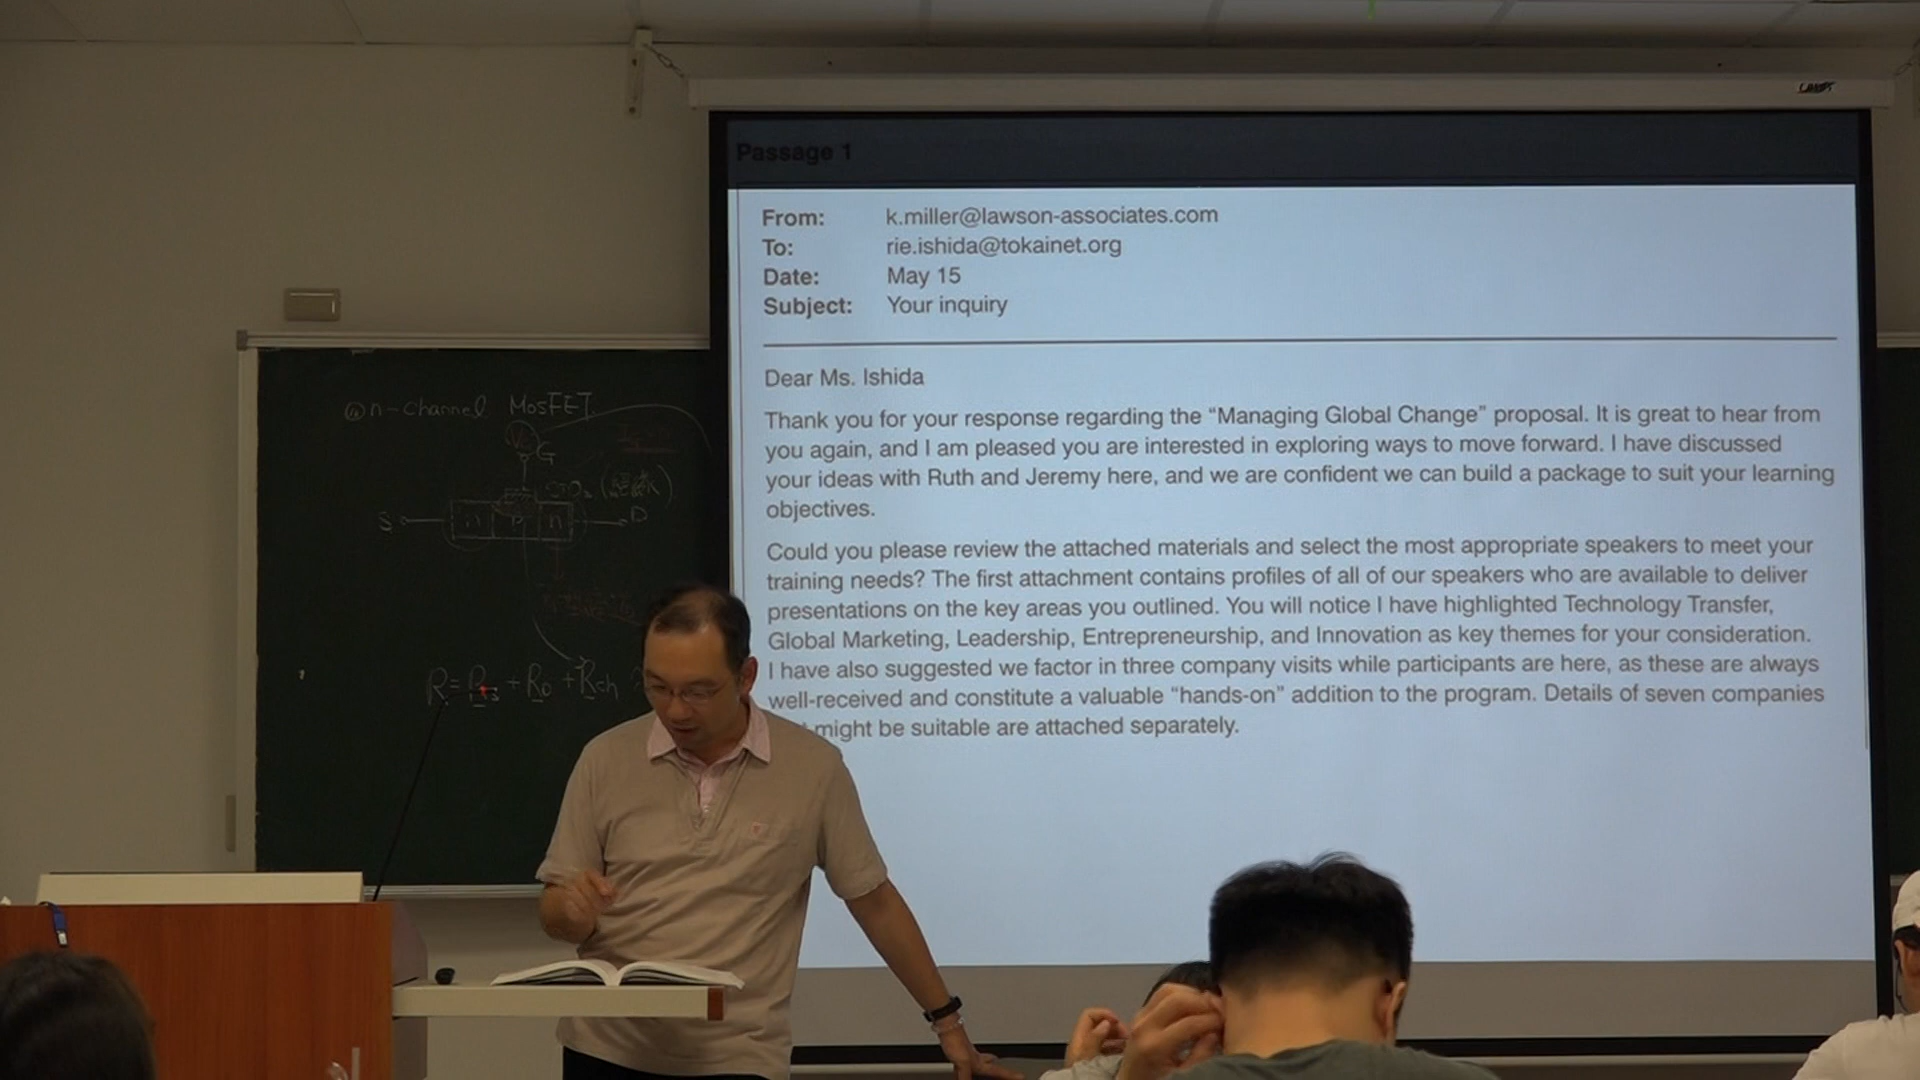 Passage 1
From: k.miller@lawson-associates.com
To: rie.ishida@tokainet.org
Date: May 15
Subject: Your inquiry
Dear Ms. Ishida
Thank you for your response regarding the “Managing Global Change” proposal. It is great to hear from
you again, and I am pleased you are interested in exploring ways to move forward. I have discussed
your ideas with Ruth and Jeremy here, and we are confident we can build a package to suit your learning
objectives.
Could you please review the attached materials and select the most appropriate speakers to meet your
training needs? The first attachment contains profiles of all of our speakers who are available to deliver
presentations on the key areas you outlined. You will notice I have highlighted Technology Transfer,
Global Marketing, Leadership, Entrepreneurship, and Innovation as key themes for your consideration.
I have also suggested we factor in three company visits while participants are here, as these are always
well-received and constitute a valuable “hands-on” addition to the program. Details of seven companies
might be suitable are attached separately.
n-channel MosFET
G
S
n P n
D